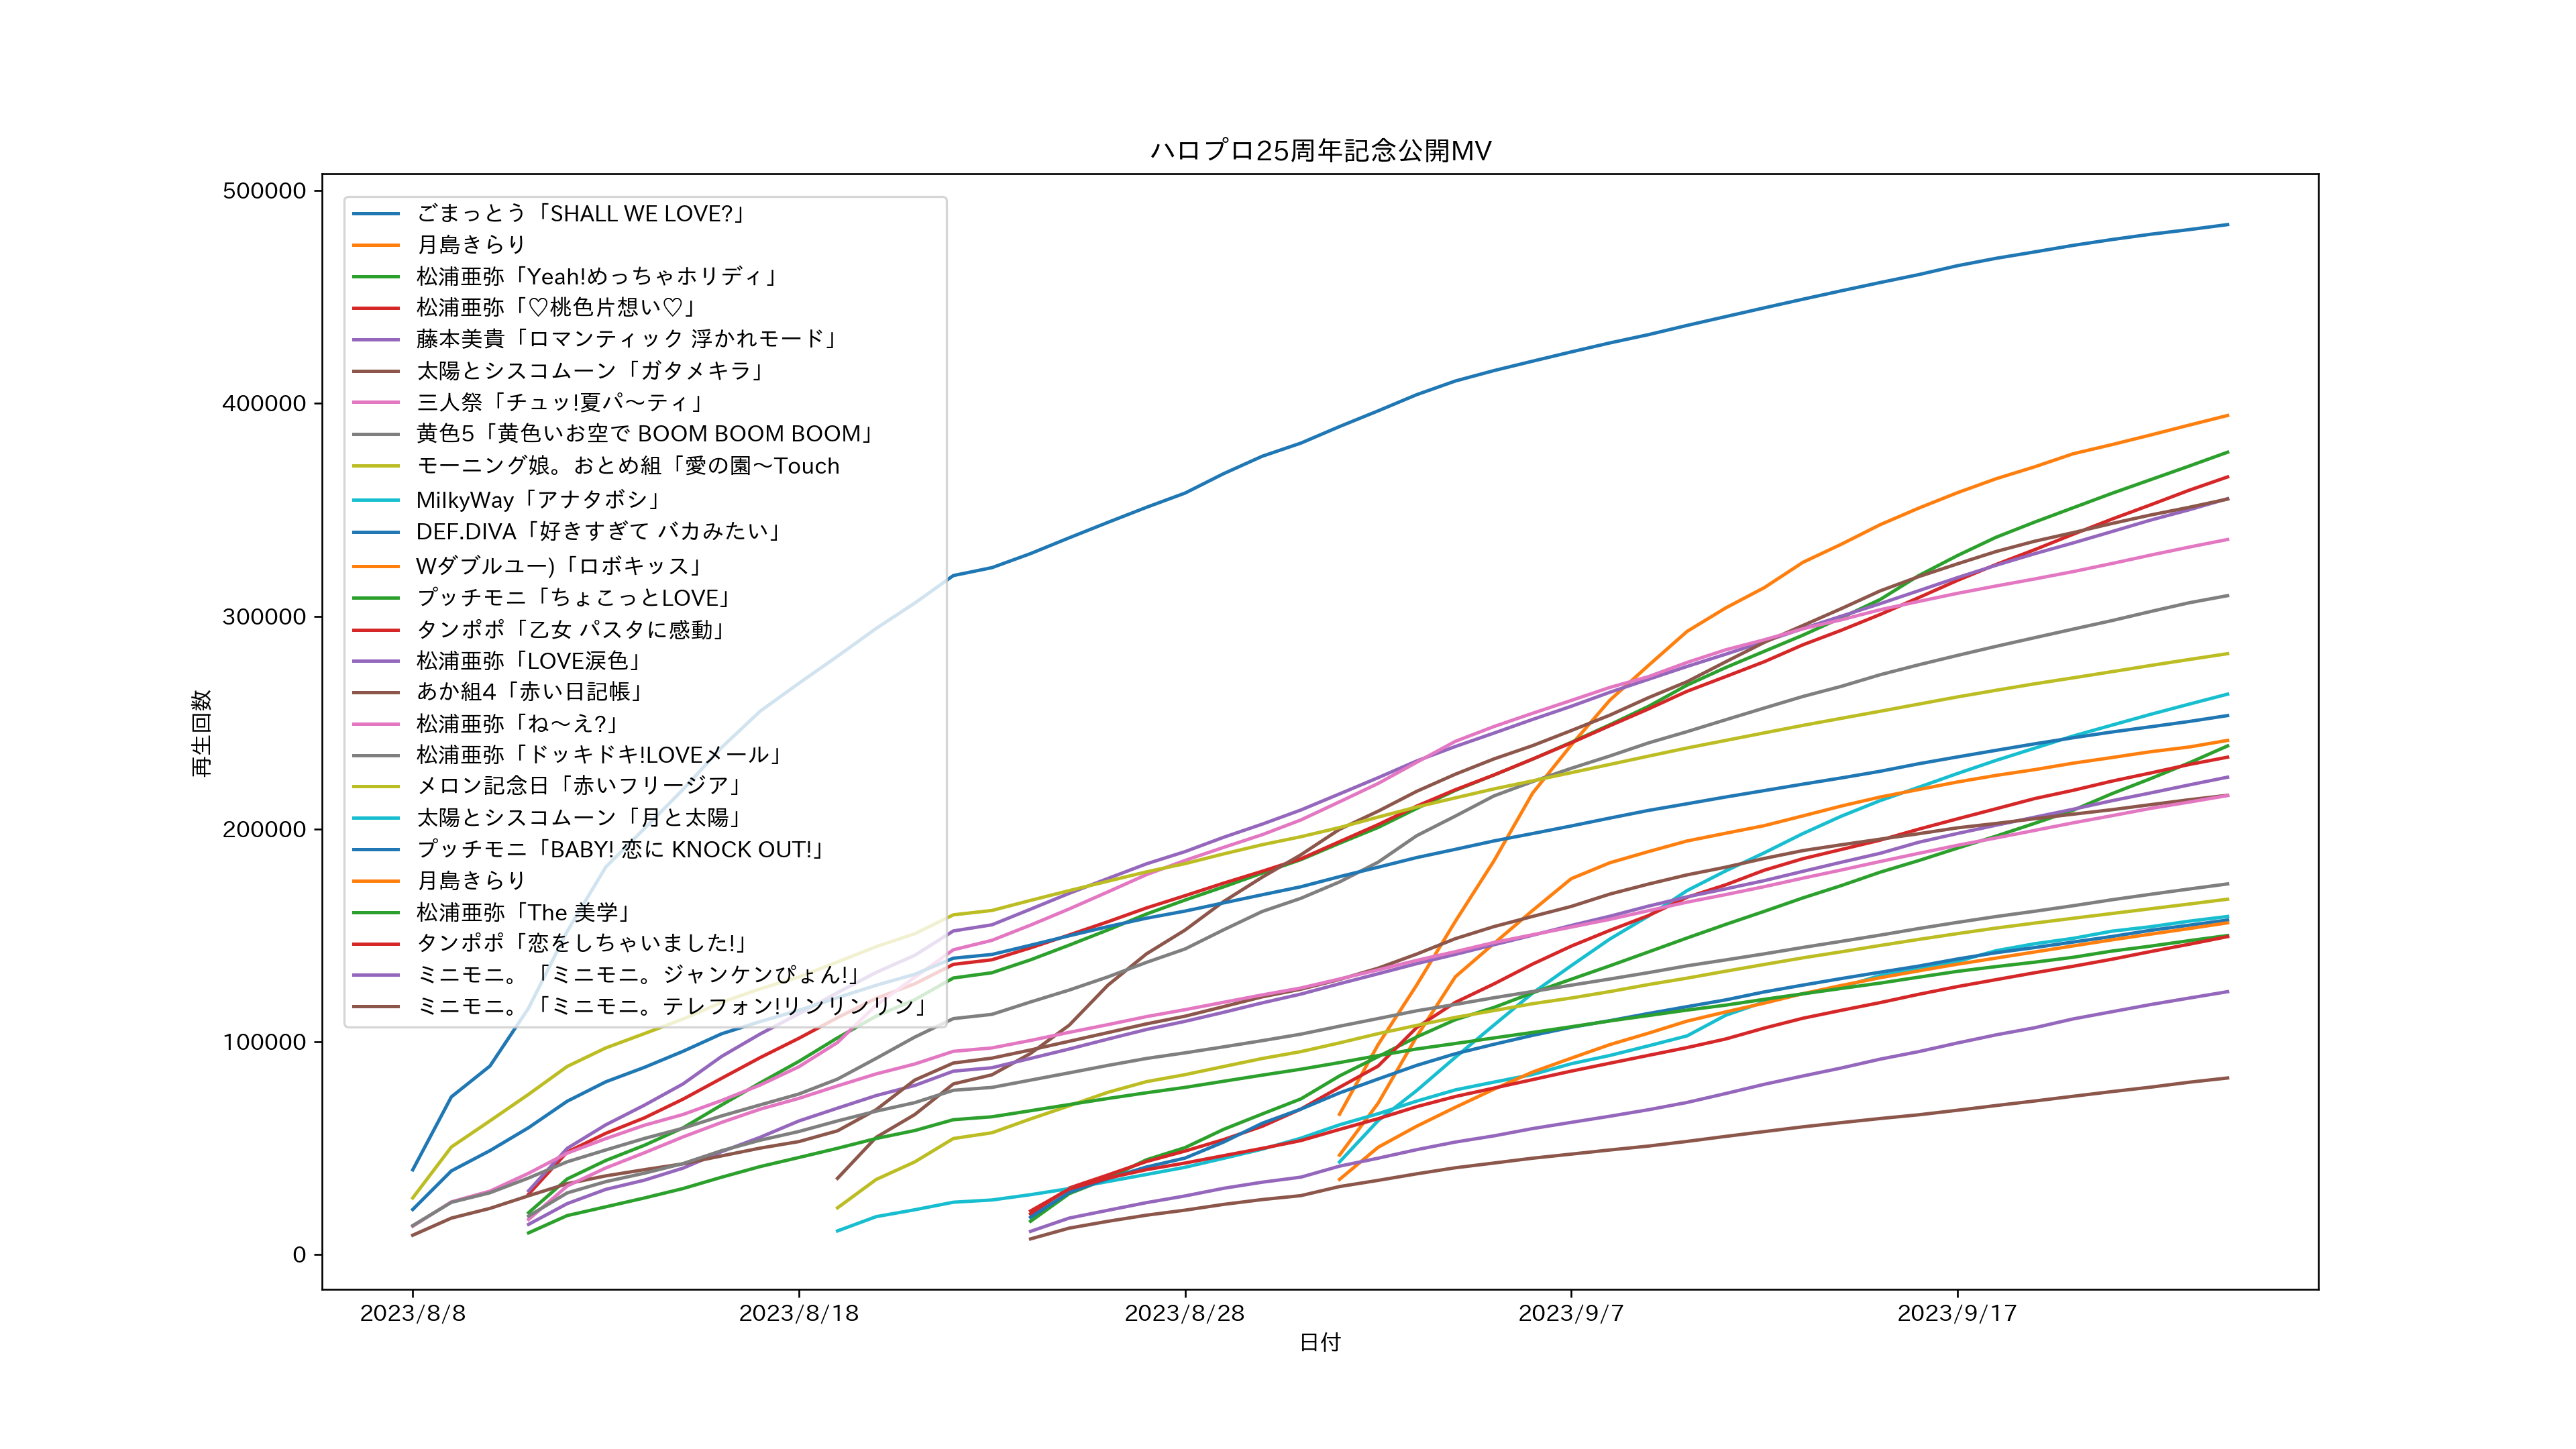 ハロプロ25周年記念公開MV
500000
400000
300000
200000
100000
0
再生回数
ごまっとう「SHALL WE LOVE?」
月島きらり
松浦亜弥「Yeah!めっちゃホリディ」
松浦亜弥「♡桃色片想い♡」
藤本美貴「ロマンティック 浮かれモード」
太陽とシスコムーン「ガタメキラ」
三人祭「チュッ!夏パ〜ティ」
黄色5「黄色いお空で BOOM BOOM BOOM」
モーニング娘。おとめ組「愛の園〜Touch
MilkyWay「アナタボシ」
DEF.DIVA「好きすぎて バカみたい」
Wダブルユー)「ロボキッス」
プッチモニ「ちょこっとLOVE」
タンポポ「乙女 パスタに感動」
松浦亜弥「LOVE涙色」
あか組4「赤い日記帳」
松浦亜弥「ね〜え?」
松浦亜弥「ドッキドキ!LOVEメール」
メロン記念日「赤いフリージア」
太陽とシスコムーン「月と太陽」
プッチモニ「BABY! 恋に KNOCK OUT!」
月島きらり
松浦亜弥「The 美学」
タンポポ「恋をしちゃいました!」
ミニモニ。「ミニモニ。ジャンケンぴょん!」
ミニモニ。「ミニモニ。テレフォン!リンリンリン」
2023/8/8
2023/8/18
2023/8/28
2023/9/7
2023/9/17
日付